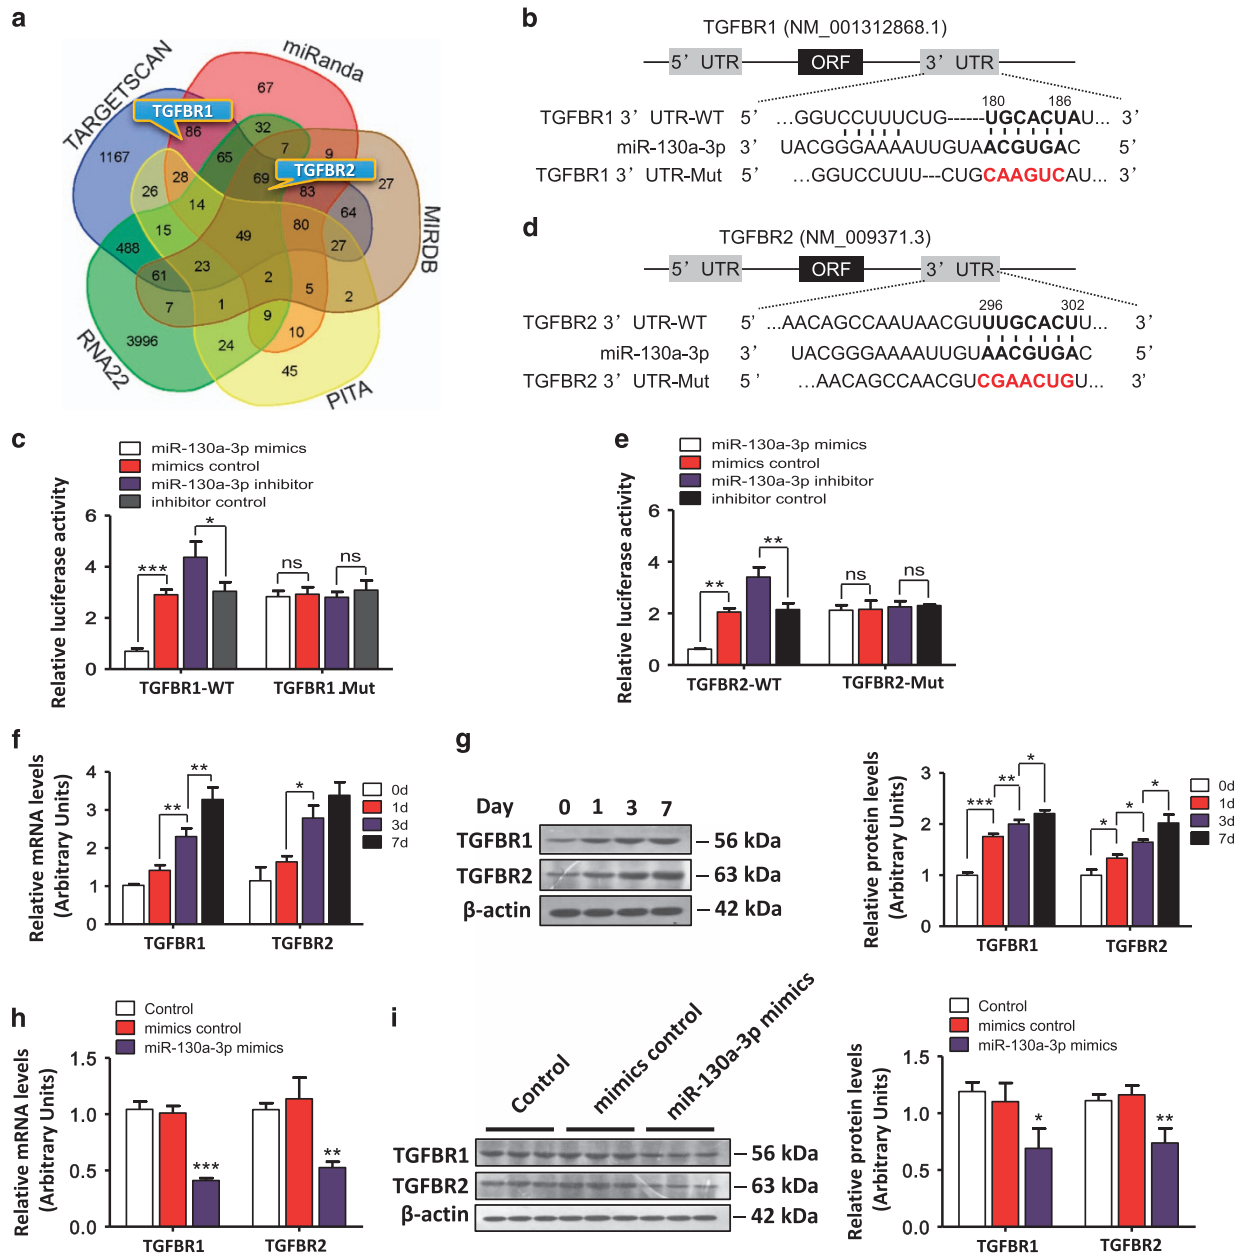 a
TARGETSCAN
miRanda
MIRDB
PITA
RNA22
TGFBR1
TGFBR2
67
86
32
7
9
1167
65
69
27
28
83
26
14
64
15
49
80
27
488
23
61
2
5
2
7
1
9
10
3996
24
45
b
TGFBR1 (NM_001312868.1)
5' UTR ORF 3' UTR
180 186
TGFBR1 3' UTR-WT 5' ...GGUCCUUUCUG------UGCACUAU... 3'
miR-130a-3p 3' UACGGGAAAAUUGUAACGUGAC 5'
TGFBR1 3' UTR-Mut ...GGUCCUUU---CUGCAAGUCAU... 3'
d
TGFBR2 (NM_009371.3)
5' UTR ORF 3' UTR
296 302
TGFBR2 3' UTR-WT 5' ...AACAGCCAAUAACGUUUGCACUU... 3'
miR-130a-3p 3' UACGGGAAAAUUGUAACGUGAC 5'
TGFBR2 3' UTR-Mut 5' ...AACAGCCAACGUCGAACUGU... 3'
c
miR-130a-3p mimics
mimics control
miR-130a-3p inhibitor
inhibitor control
Relative luciferase activity
6
4
2
0
*** * ns ns
TGFBR1-WT TGFBR1.Mut
e
miR-130a-3p mimics
mimics control
miR-130a-3p inhibitor
inhibitor control
Relative luciferase activity
6
4
2
0
** ** ns ns
TGFBR2-WT TGFBR2-Mut
f
Relative mRNA levels
(Arbitrary Units)
4
3
2
1
0
** ** *
0d
1d
3d
7d
TGFBR1 TGFBR2
g
Day 0 1 3 7
TGFBR1 56 kDa
TGFBR2 63 kDa
β-actin 42 kDa
Relative protein levels
(Arbitrary Units)
3
2
1
0
*** ** * * * *
0d
1d
3d
7d
TGFBR1 TGFBR2
h
Control
mimics control
miR-130a-3p mimics
Relative mRNA levels
(Arbitrary Units)
1.5
1.0
0.5
0.0
*** **
TGFBR1 TGFBR2
i
Control mimics control miR-130a-3p mimics
TGFBR1 56 kDa
TGFBR2 63 kDa
β-actin 42 kDa
Control
mimics control
miR-130a-3p mimics
Relative protein levels
(Arbitrary Units)
1.5
1.0
0.5
0.0
* **
TGFBR1 TGFBR2